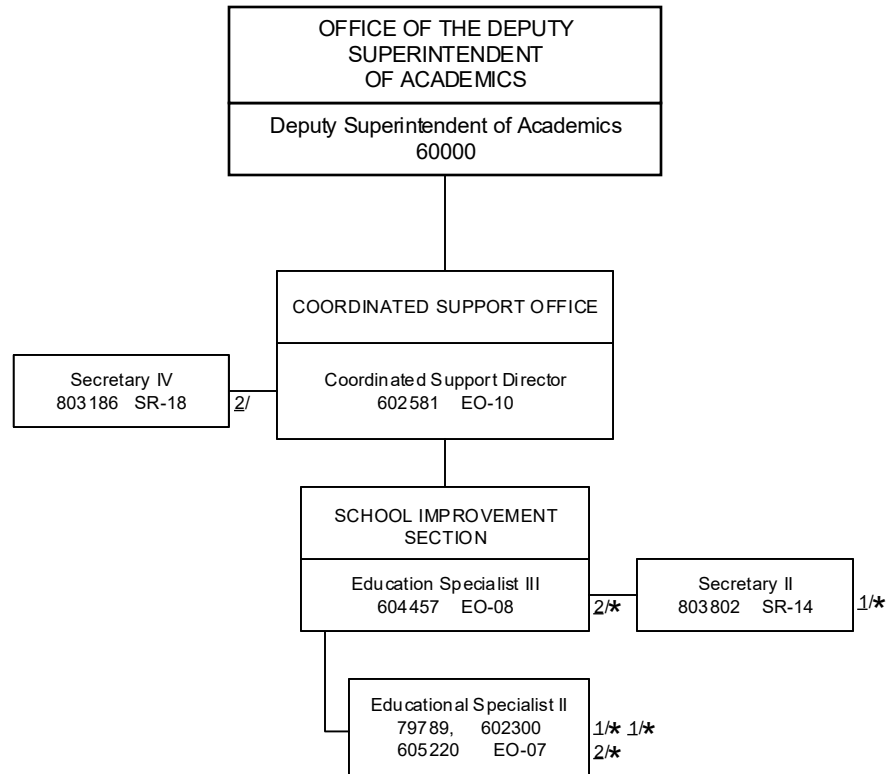 OFFICE OF THE DEPUTY
SUPERINTENDENT
OF ACADEMICS
Deputy Superintendent of Academics
60000
COORDINATED SUPPORT OFFICE
Coordinated Support Director
602581 EO-10
Secretary IV
803186 SR-18
2/
SCHOOL IMPROVEMENT
SECTION
Education Specialist III
604457 EO-08
2/*
Secretary II
803802 SR-14
1/*
Educational Specialist II
79789, 602300 1/* 1/*
605220 EO-07 2/*